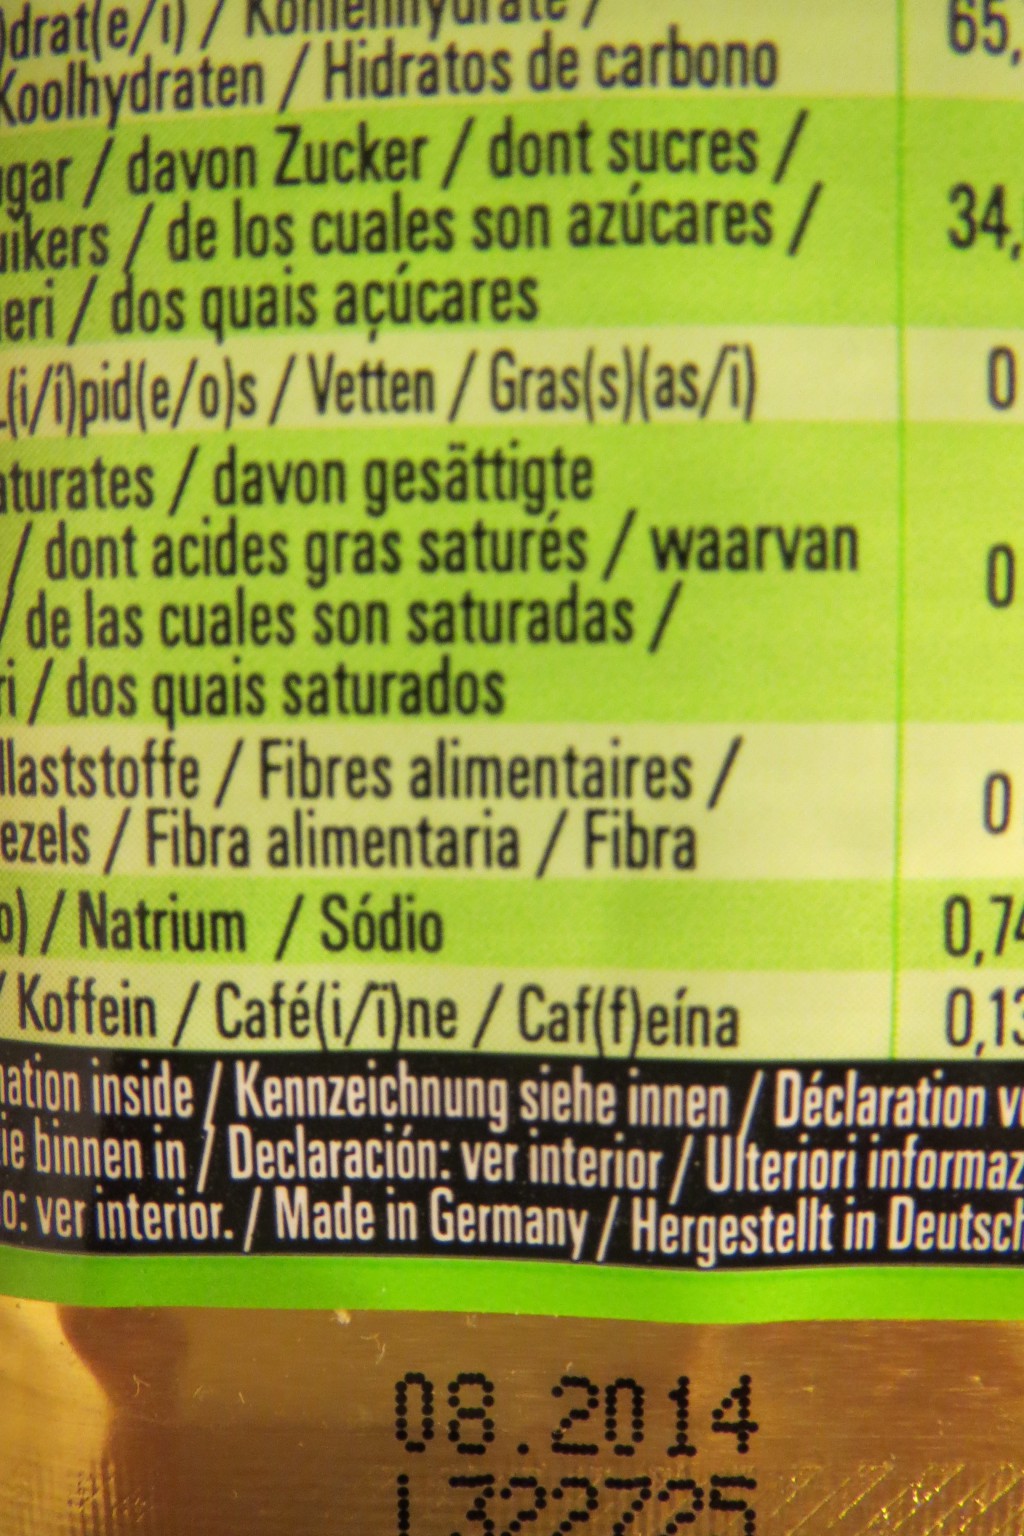 drat(e/i) / Kohlenhydrate / 65,
Koolhydraten / Hidratos de carbono
gar / davon Zucker / dont sucres /
uikers / de los cuales son azúcares / 34,
eri / dos quais açúcares
L(i/í)pid(e/o)s / Vetten / Gras(s)(as/i) 0
aturates / davon gesättigte
/ dont acides gras saturés / waarvan 0
/ de las cuales son saturadas /
ri / dos quais saturados
llaststoffe / Fibres alimentaires / 0
ezels / Fibra alimentaria / Fibra
o) / Natrium / Sódio 0,74
/ Koffein / Café(i/ï)ne / Caf(f)eína 0,13
ation inside / Kennzeichnung siehe innen / Déclaration v
ie binnen in / Declaración: ver interior / Ulteriori informaz
o: ver interior. / Made in Germany / Hergestellt in Deutsch
08.2014
L322725